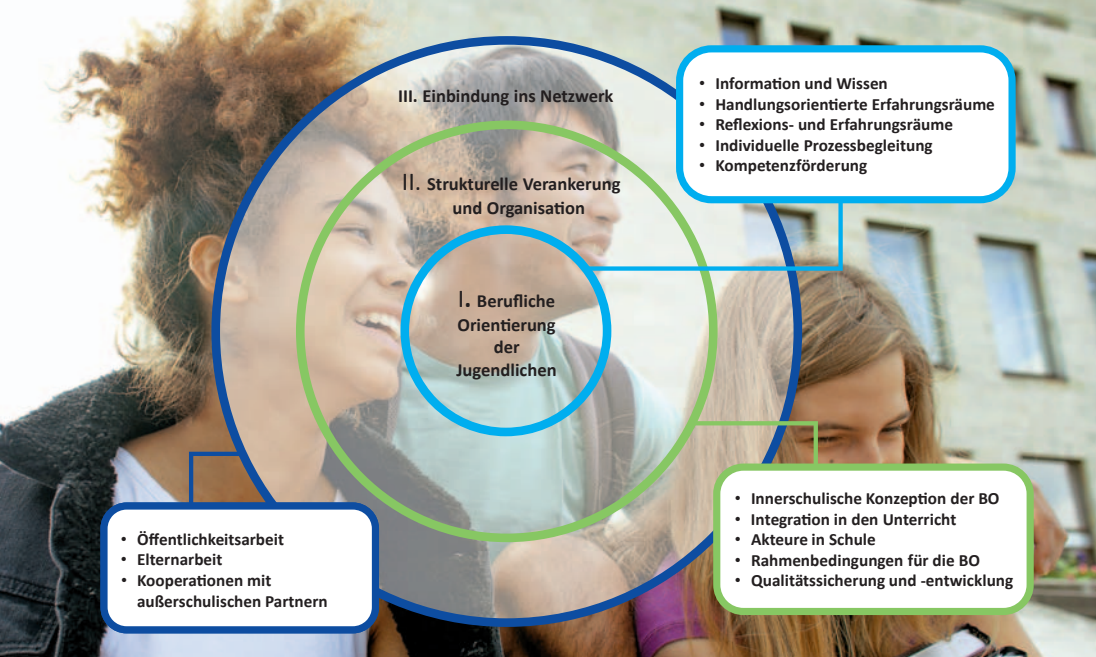 III. Einbindung ins Netzwerk
II. Strukturelle Verankerung
und Organisation
I. Berufliche
Orientierung
der
Jugendlichen
• Information und Wissen
• Handlungsorientierte Erfahrungsräume
• Reflexions- und Erfahrungsräume
• Individuelle Prozessbegleitung
• Kompetenzförderung
• Öffentlichkeitsarbeit
• Elternarbeit
• Kooperationen mit
außerschulischen Partnern
• Innerschulische Konzeption der BO
• Integration in den Unterricht
• Akteure in Schule
• Rahmenbedingungen für die BO
• Qualitätssicherung und -entwicklung